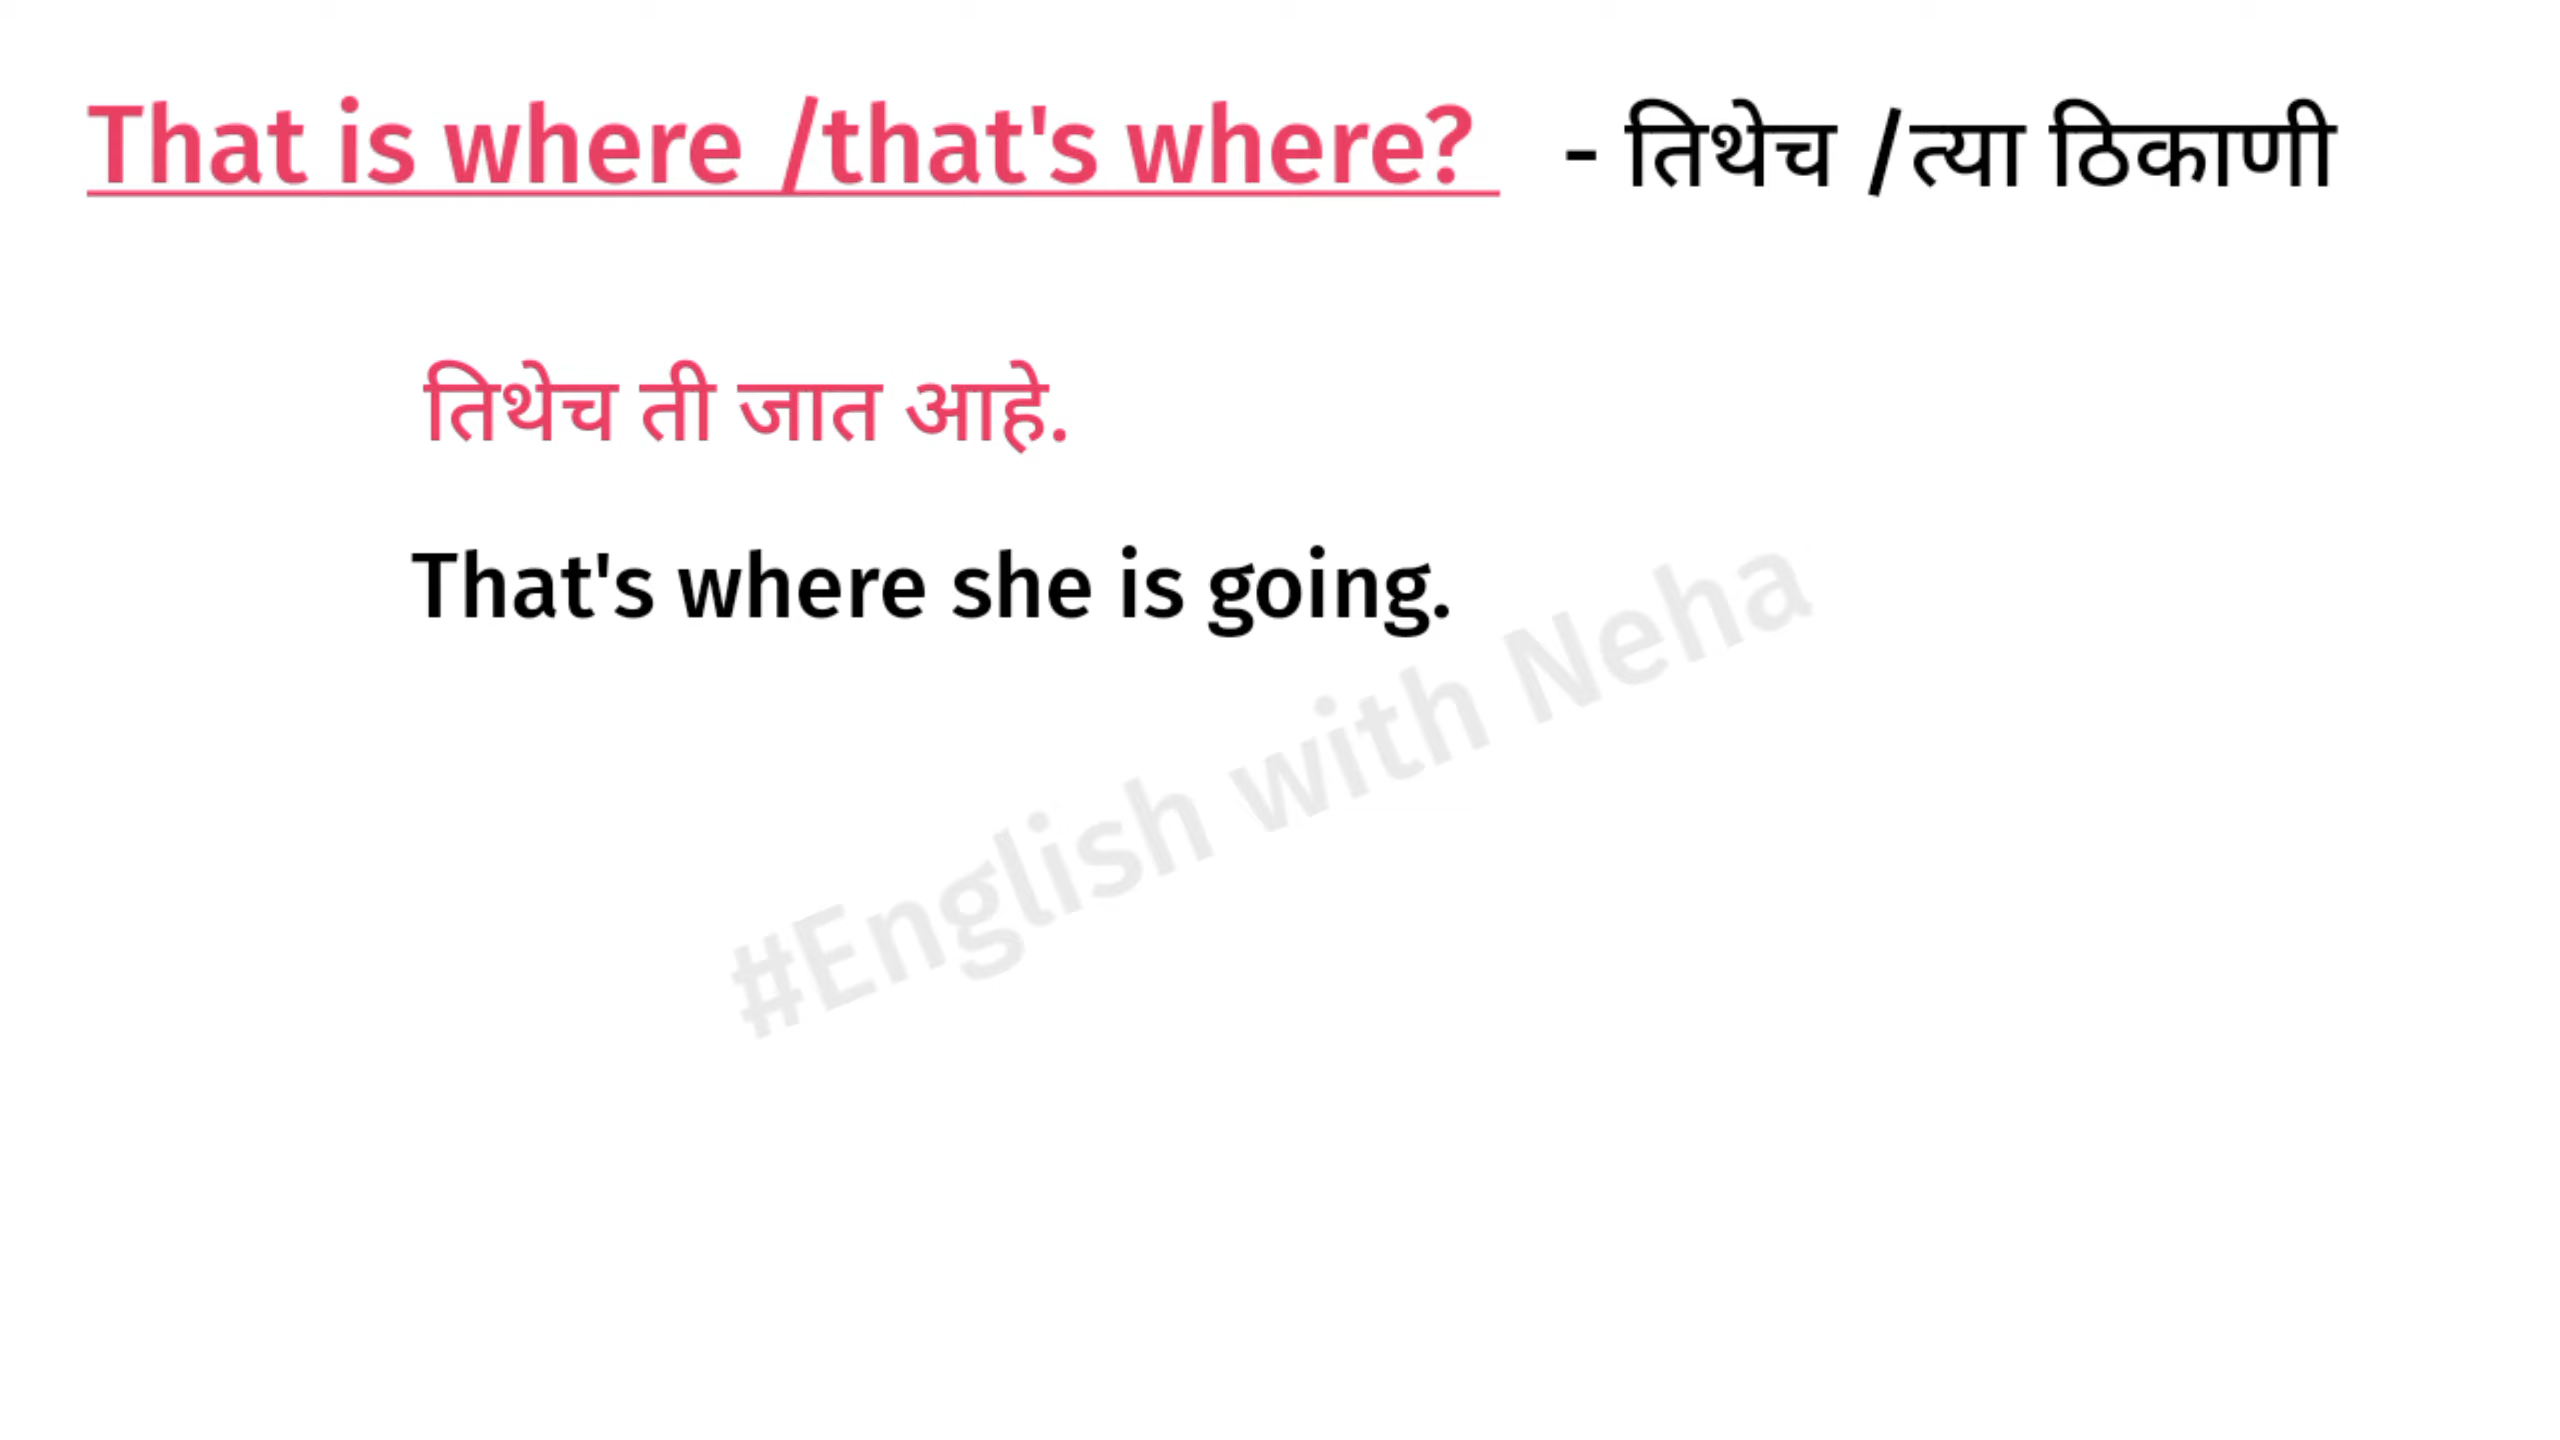 That is where /that's where? - तिथेच /त्या ठिकाणी
तिथेच ती जात आहे.
That's where she is going.
#English with Neha